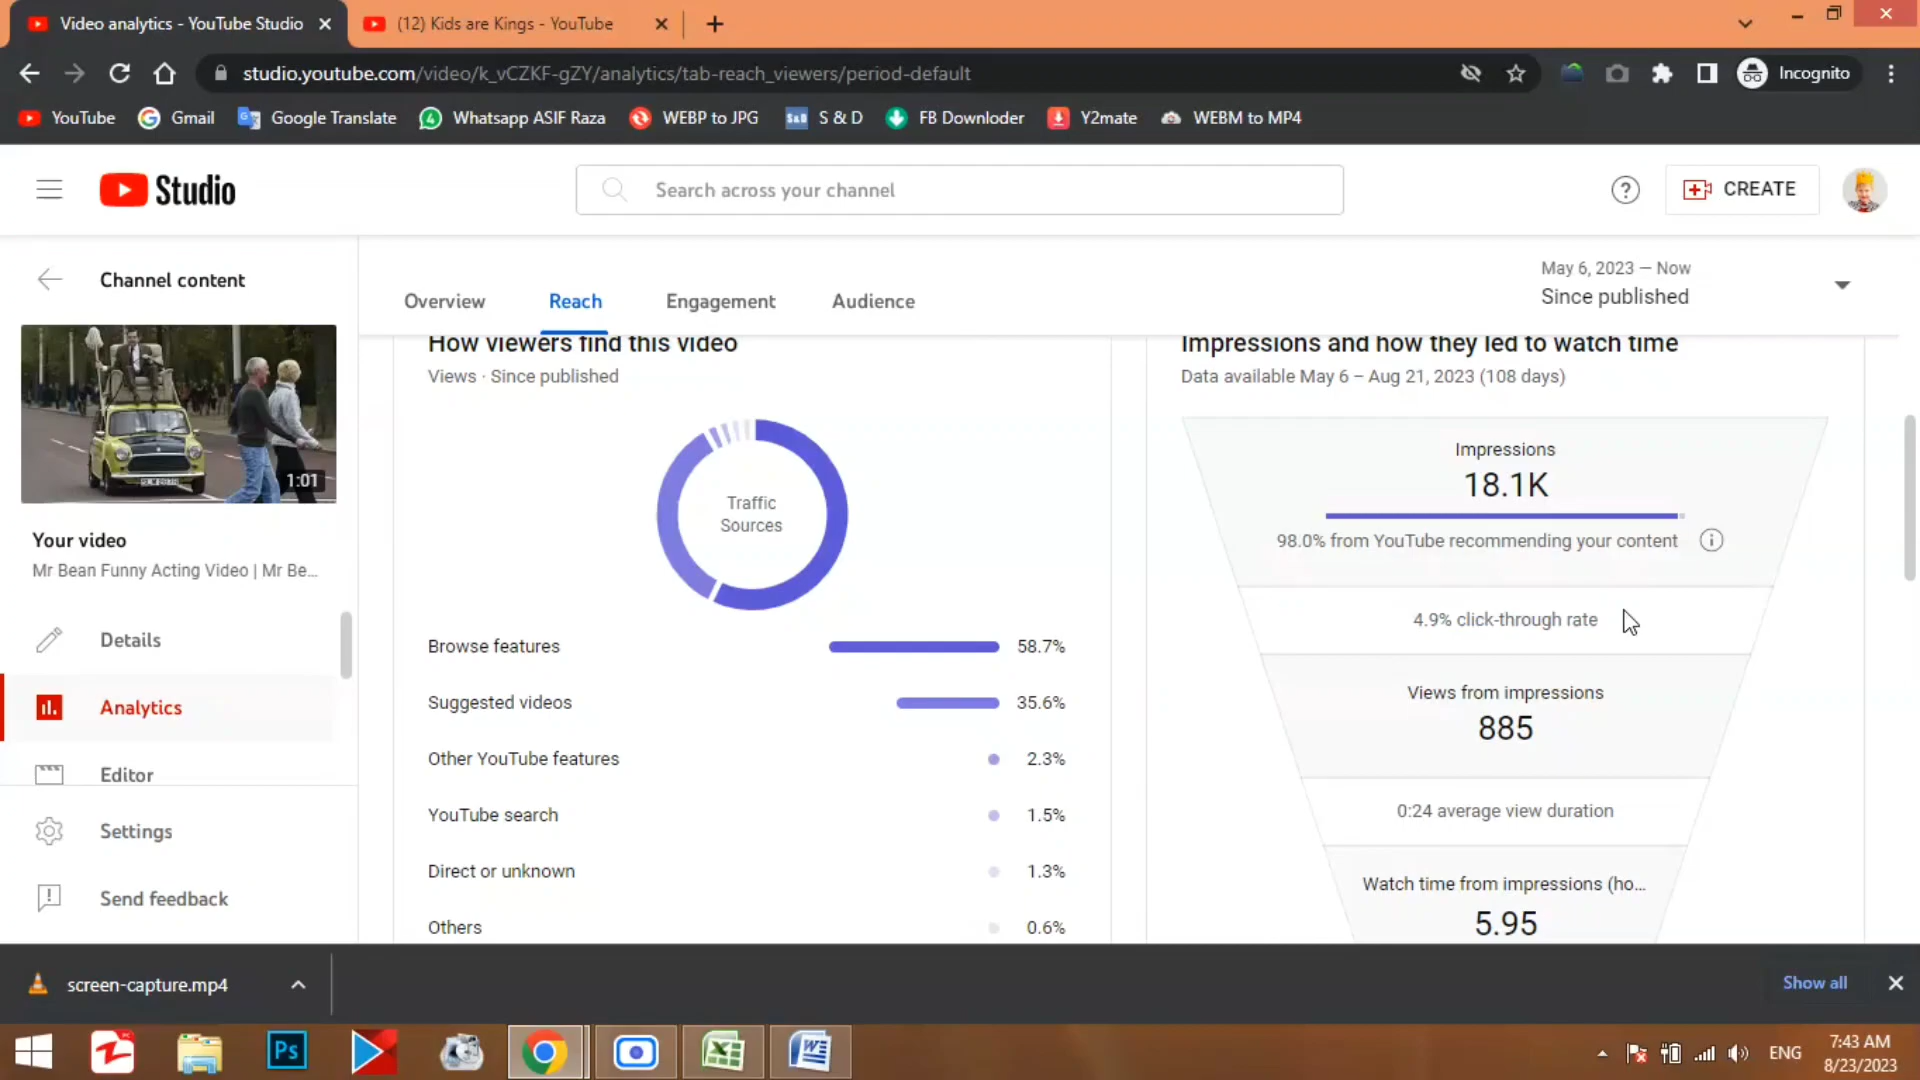 Video analytics - YouTube Studio
(12) Kids are Kings - YouTube
studio.youtube.com/video/k_vCZKF-gZY/analytics/tab-reach_viewers/period-default
Incognito
YouTube
Gmail
Google Translate
Whatsapp ASIF Raza
WEBP to JPG
S & D
FB Downloder
Y2mate
WEBM to MP4
Studio
Search across your channel
CREATE
Channel content
1:01
Your video
Mr Bean Funny Acting Video | Mr Be...
Details
Analytics
Editor
Settings
Send feedback
Overview
Reach
Engagement
Audience
May 6, 2023 – Now
Since published
How viewers find this video
Views · Since published
Traffic
Sources
Browse features 58.7%
Suggested videos 35.6%
Other YouTube features 2.3%
YouTube search 1.5%
Direct or unknown 1.3%
Others 0.6%
Impressions and how they led to watch time
Data available May 6 – Aug 21, 2023 (108 days)
Impressions
18.1K
98.0% from YouTube recommending your content
4.9% click-through rate
Views from impressions
885
0:24 average view duration
Watch time from impressions (ho...
5.95
screen-capture.mp4
Show all
Ps
ENG
7:43 AM
8/23/2023